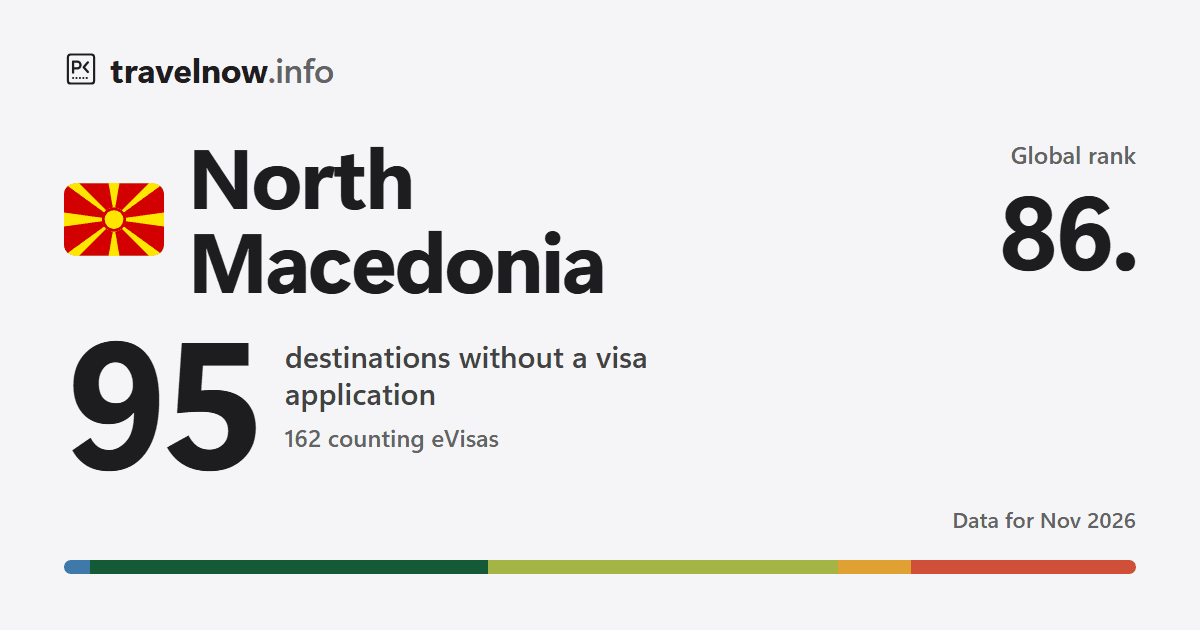 travelnow.info
North
Macedonia
Global rank
86.
95
destinations without a visa
application
162 counting eVisas
Data for Nov 2026